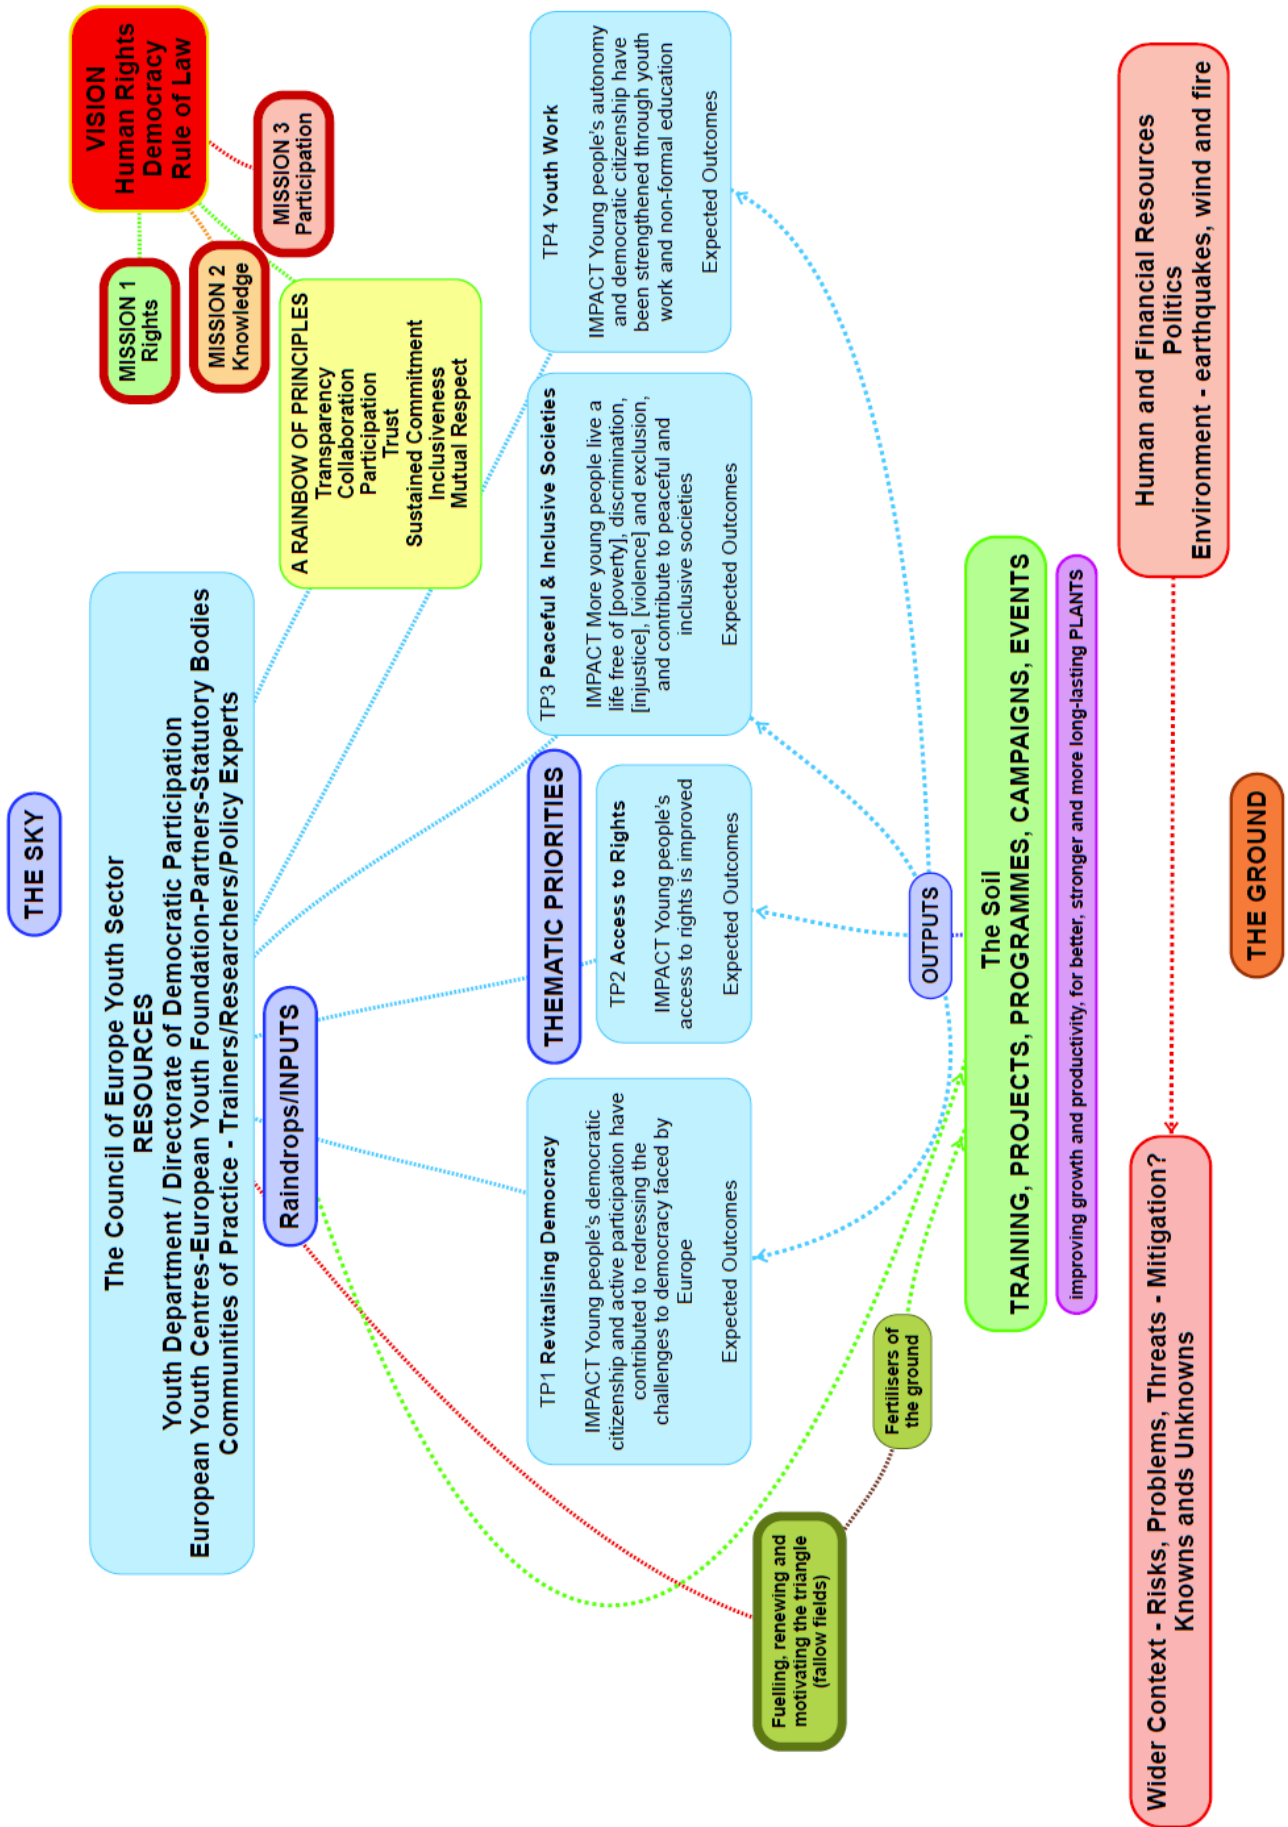 THE SKY
The Council of Europe Youth Sector
RESOURCES
Youth Department / Directorate of Democratic Participation
European Youth Centres-European Youth Foundation-Partners-Statutory Bodies
Communities of Practice - Trainers/Researchers/Policy Experts
VISION
Human Rights
Democracy
Rule of Law
MISSION 1
Rights
MISSION 2
Knowledge
MISSION 3
Participation
Raindrops/INPUTS
A RAINBOW OF PRINCIPLES
Transparency
Collaboration
Participation
Trust
Sustained Commitment
Inclusiveness
Mutual Respect
THEMATIC PRIORITIES
TP1 Revitalising Democracy
IMPACT Young people's democratic
citizenship and active participation have
contributed to redressing the
challenges to democracy faced by
Europe
Expected Outcomes
TP2 Access to Rights
IMPACT Young people's
access to rights is improved
Expected Outcomes
TP3 Peaceful & Inclusive Societies
IMPACT More young people live a
life free of [poverty], discrimination,
[injustice], [violence] and exclusion,
and contribute to peaceful and
inclusive societies
Expected Outcomes
TP4 Youth Work
IMPACT Young people's autonomy
and democratic citizenship have
been strengthened through youth
work and non-formal education
Expected Outcomes
Fuelling, renewing and
motivating the triangle
(fallow fields)
Fertilisers of
the ground
OUTPUTS
The Soil
TRAINING, PROJECTS, PROGRAMMES, CAMPAIGNS, EVENTS
improving growth and productivity, for better, stronger and more long-lasting PLANTS
Wider Context - Risks, Problems, Threats - Mitigation?
Knowns ands Unknowns
Human and Financial Resources
Politics
Environment - earthquakes, wind and fire
THE GROUND